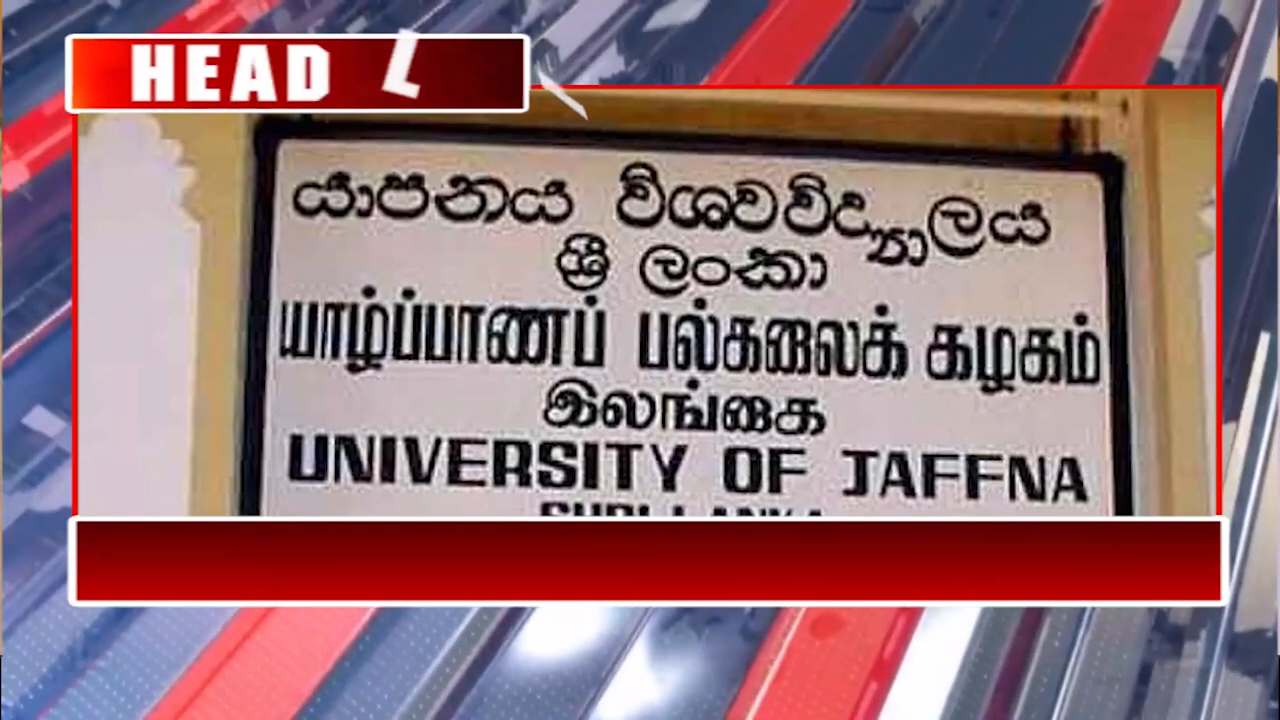 HEAD L
යාපනය විශ්වවිද්‍යාලය
ශ්‍රී ලංකා
யாழ்ப்பாணப் பல்கலைக் கழகம்
இலங்கை
UNIVERSITY OF JAFFNA